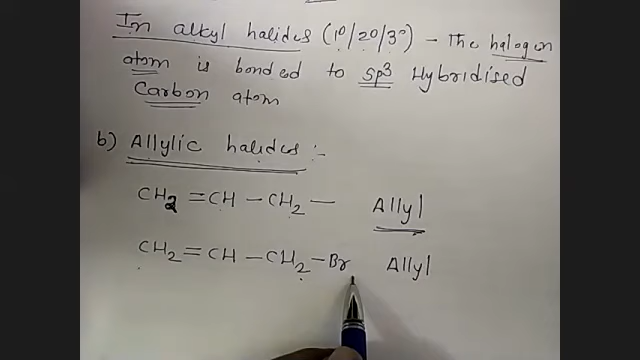 In alkyl halides (1°/2°/3°) - The halogen
atom is bonded to sp³ Hybridised
Carbon atom
b) Allylic halides :-
CH₂ = CH - CH₂ - Allyl
CH₂ = CH - CH₂ - Br Allyl